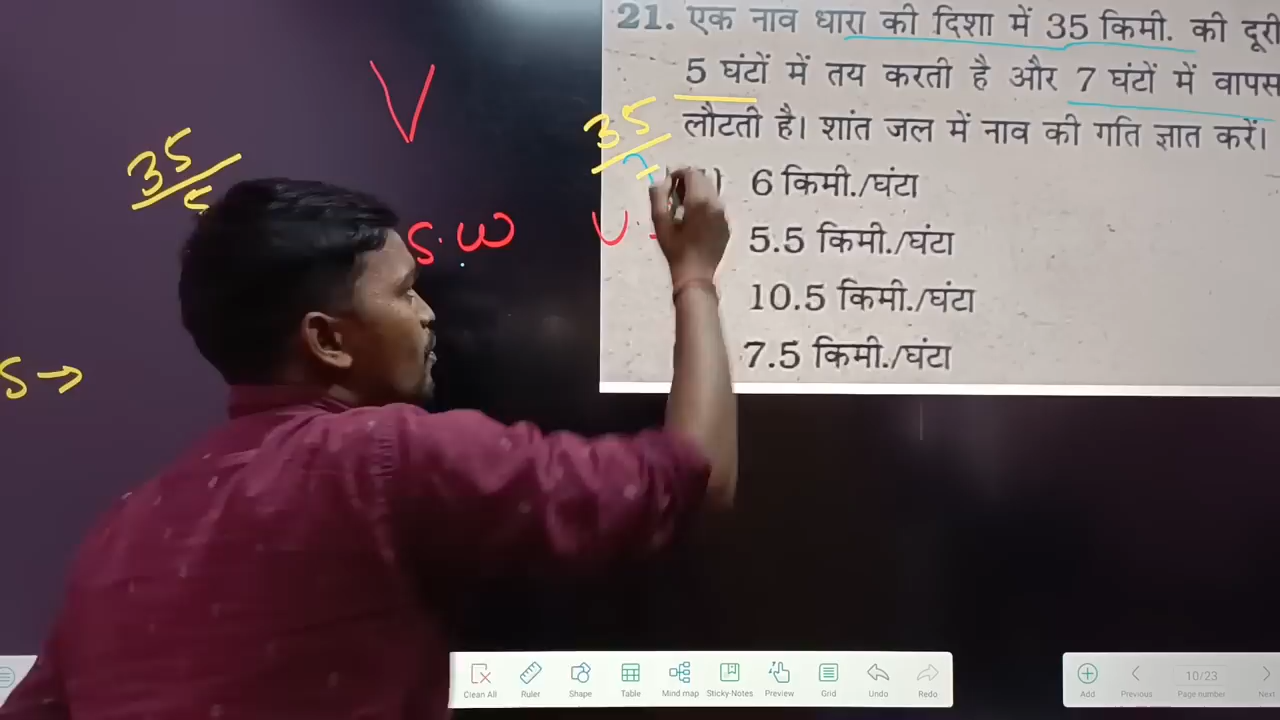 21. एक नाव धारा की दिशा में 35 किमी. की दूरी
5 घंटों में तय करती है और 7 घंटों में वापस
लौटती है। शांत जल में नाव की गति ज्ञात करें।
6 किमी./घंटा
5.5 किमी./घंटा
10.5 किमी./घंटा
7.5 किमी./घंटा
V
35
35
S.W
U
S →
Clean All Ruler Shape Table Mind map Sticky-Notes Preview Grid Undo Redo
Add Previous 10/23 Page number Next